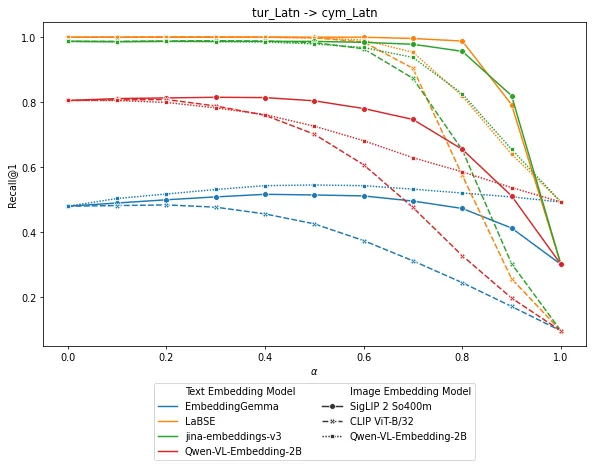 tur_Latn -> cym_Latn
Recall@1
1.0
0.8
0.6
0.4
0.2
0.0 0.2 0.4 0.6 0.8 1.0
α
Text Embedding Model Image Embedding Model
EmbeddingGemma SigLIP 2 So400m
LaBSE CLIP ViT-B/32
jina-embeddings-v3 Qwen-VL-Embedding-2B
Qwen-VL-Embedding-2B